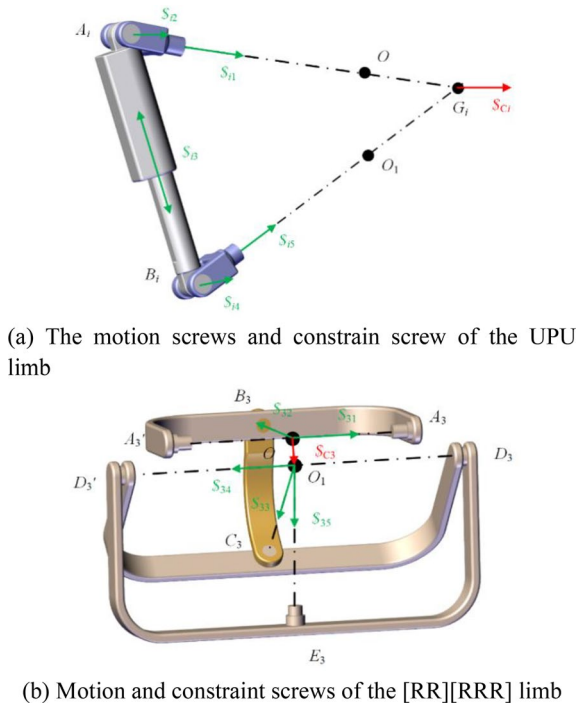 A_i
S_i2
S_i1
O
G_i
S_Ci
S_i3
O_1
S_i5
B_i
S_i4
(a) The motion screws and constrain screw of the UPU
limb
B_3
S_32
S_31
A_3
A_3'
O
S_C3
D_3
D_3'
S_34
O_1
S_33
S_35
C_3
E_3
(b) Motion and constraint screws of the [RR][RRR] limb